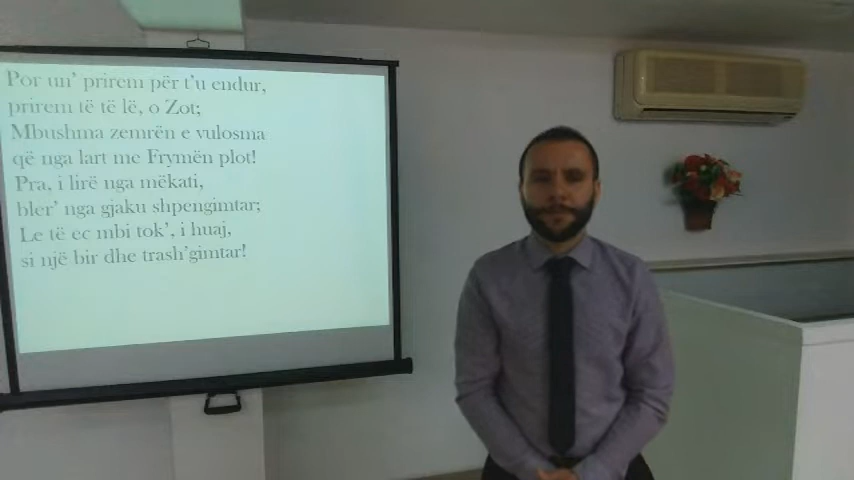 Por un' prirem për t'u endur,
prirem të të lë, o Zot;
Mbushma zemrën e vulosma
që nga lart me Frymën plot!
Pra, i lirë nga mëkati,
bler' nga gjaku shpengimtar;
Le të ec mbi tok', i huaj,
si një bir dhe trash'gimtar!